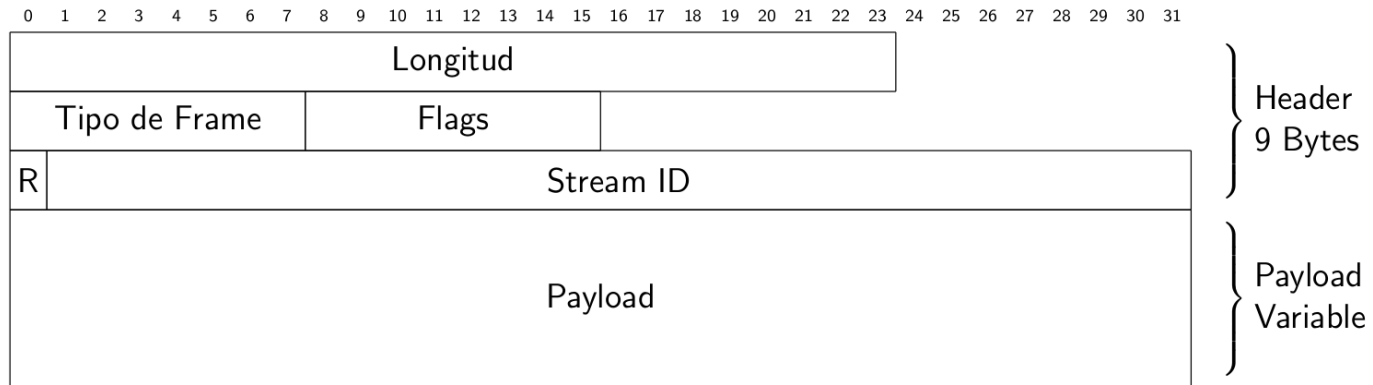 0 1 2 3 4 5 6 7 8 9 10 11 12 13 14 15 16 17 18 19 20 21 22 23 24 25 26 27 28 29 30 31
Longitud
Tipo de Frame Flags
R Stream ID
Header
9 Bytes
Payload
Payload
Variable